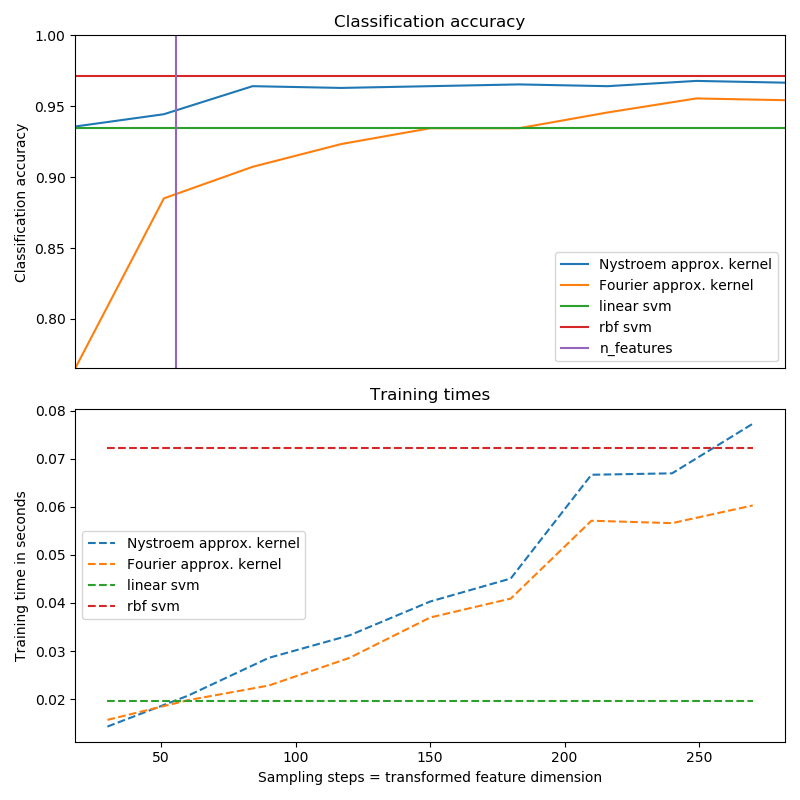 Classification accuracy
1.00
0.95
0.90
0.85
0.80
Classification accuracy
Nystroem approx. kernel
Fourier approx. kernel
linear svm
rbf svm
n_features
Training times
0.08
0.07
0.06
0.05
0.04
0.03
0.02
Training time in seconds
Nystroem approx. kernel
Fourier approx. kernel
linear svm
rbf svm
50 100 150 200 250
Sampling steps = transformed feature dimension